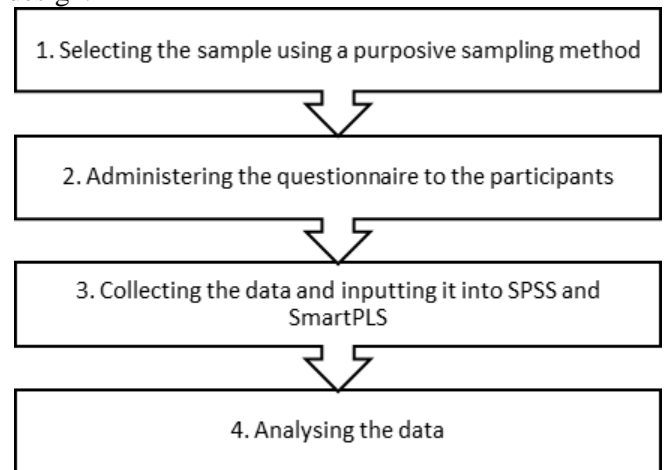 1. Selecting the sample using a purposive sampling method
2. Administering the questionnaire to the participants
3. Collecting the data and inputting it into SPSS and
SmartPLS
4. Analysing the data